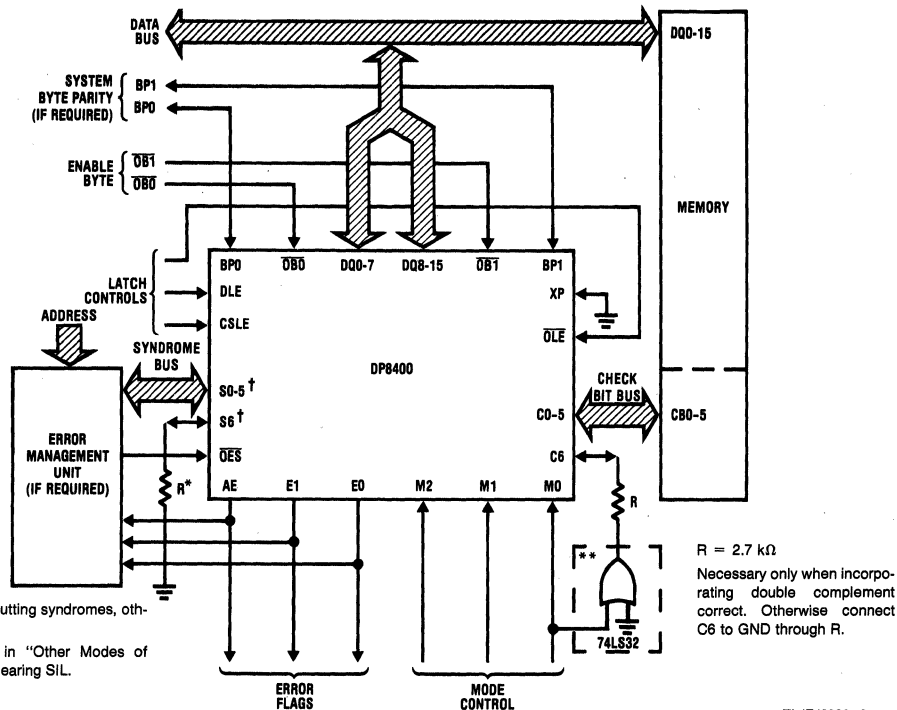 DATA
BUS
DQ0-15
SYSTEM
BYTE PARITY
(IF REQUIRED)
BP1
BP0
ENABLE
BYTE
OB1
OB0
MEMORY
BP0 OB0 DQ0-7 DQ8-15 OB1 BP1
LATCH
CONTROLS
DLE
CSLE
XP
OLE
ADDRESS
SYNDROME
BUS
DP8400
S0-5†
S6†
OES
CHECK
BIT BUS
C0-5
CB0-5
C6
ERROR
MANAGEMENT
UNIT
(IF REQUIRED)
R*
AE E1 E0 M2 M1 M0
R
**
74LS32
R = 2.7 kΩ
Necessary only when incorpo-
rating double complement
correct. Otherwise connect
C6 to GND through R.
utting syndromes, oth-
in "Other Modes of
earing SIL.
ERROR
FLAGS
MODE
CONTROL